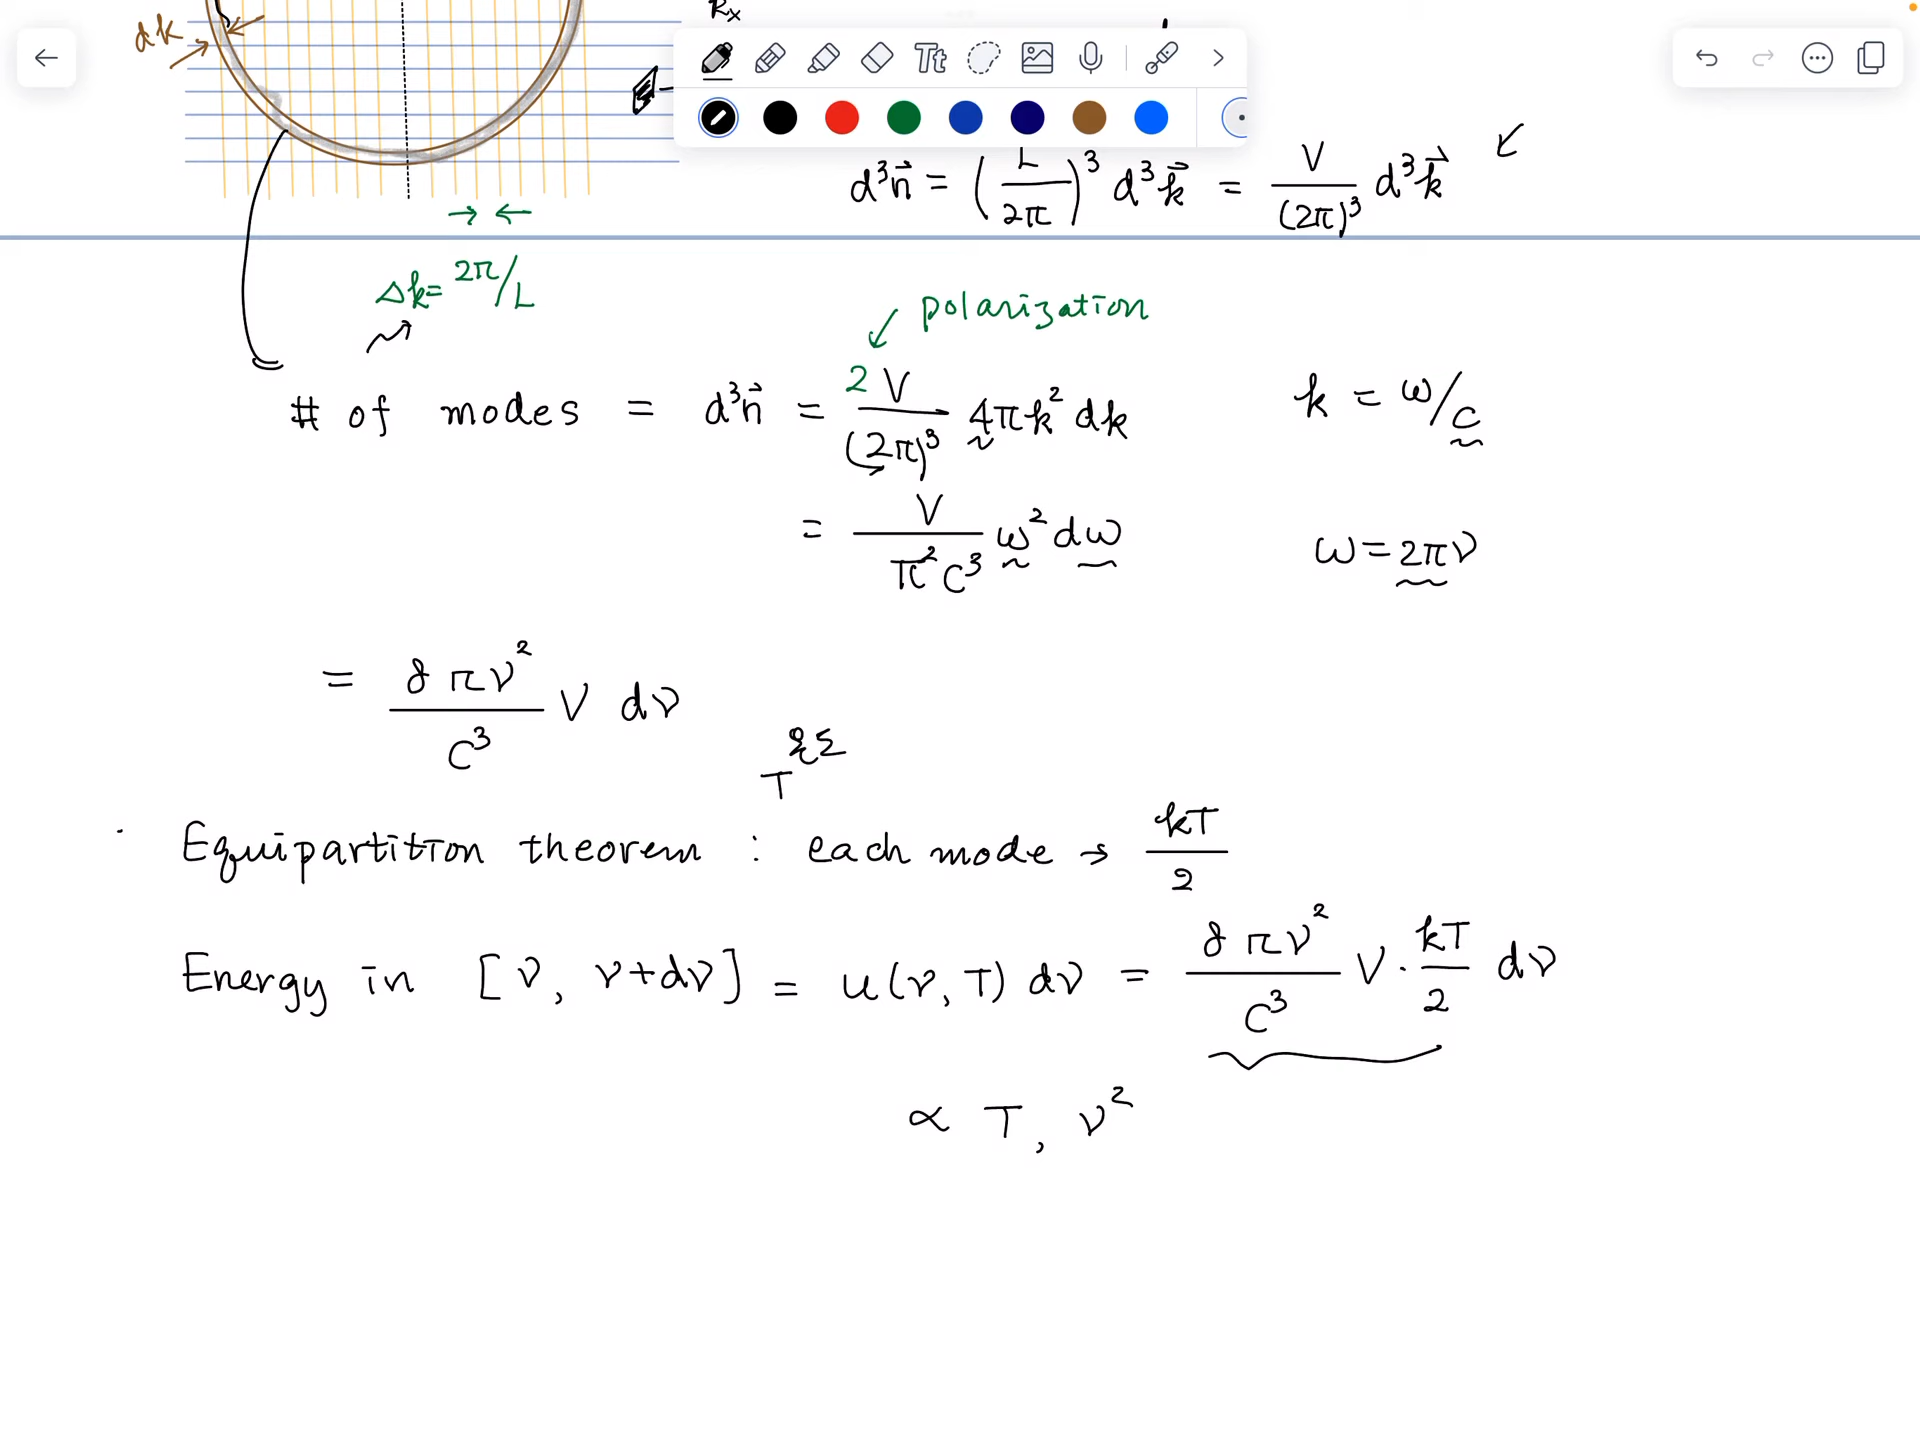 dk
kx
Tt
d³n⃗ = (L/2π)³ d³k⃗ = V/(2π)³ d³k⃗
Δk = 2π/L
polarization
# of modes = d³n⃗ = 2V/(2π)³ 4πk² dk
k = ω/c
= V/(π²c³) ω² dω
ω = 2πν
= 8πν²/c³ V dν
T
Equipartition theorem : each mode → kT/2
Energy in [ν, ν+dν] = u(ν, T) dν = 8πν²/c³ V · kT/2 dν
∝ T, ν²